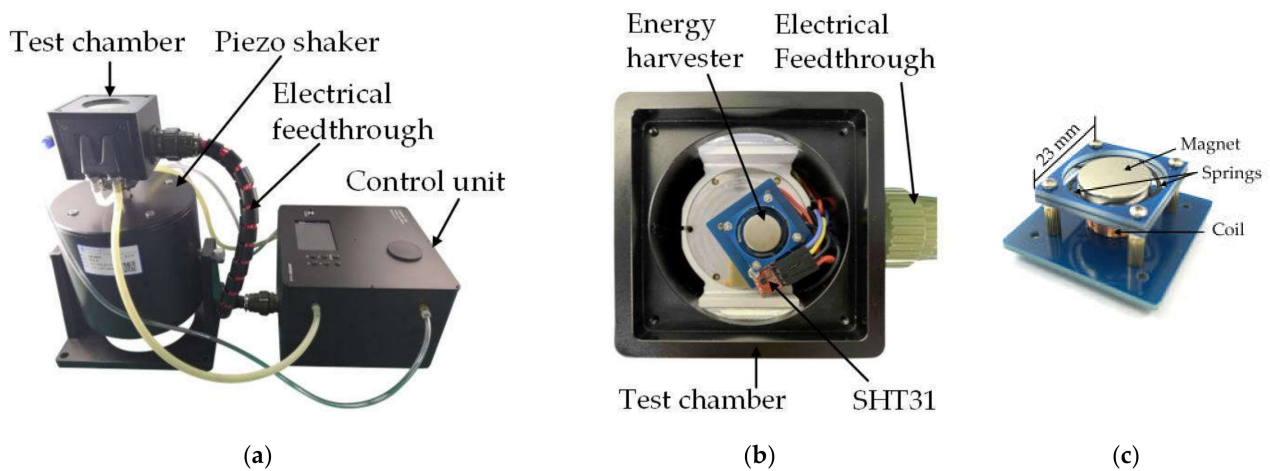 Test chamber
Piezo shaker
Electrical
feedthrough
Control unit
(a)
Energy
harvester
Electrical
Feedthrough
Test chamber
SHT31
(b)
23 mm
Magnet
Springs
Coil
(c)